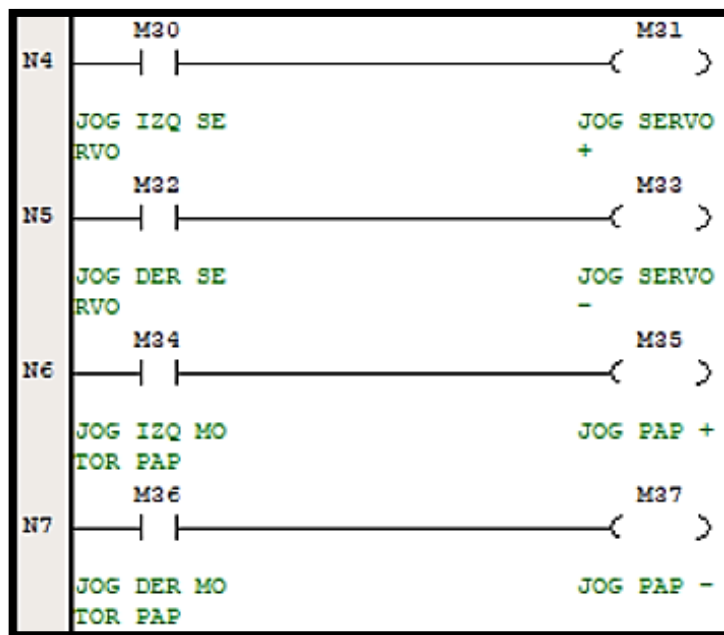 M30 M31
N4
JOG IZQ SE JOG SERVO
RVO +
M32 M33
N5
JOG DER SE JOG SERVO
RVO -
M34 M35
N6
JOG IZQ MO JOG PAP +
TOR PAP
M36 M37
N7
JOG DER MO JOG PAP -
TOR PAP